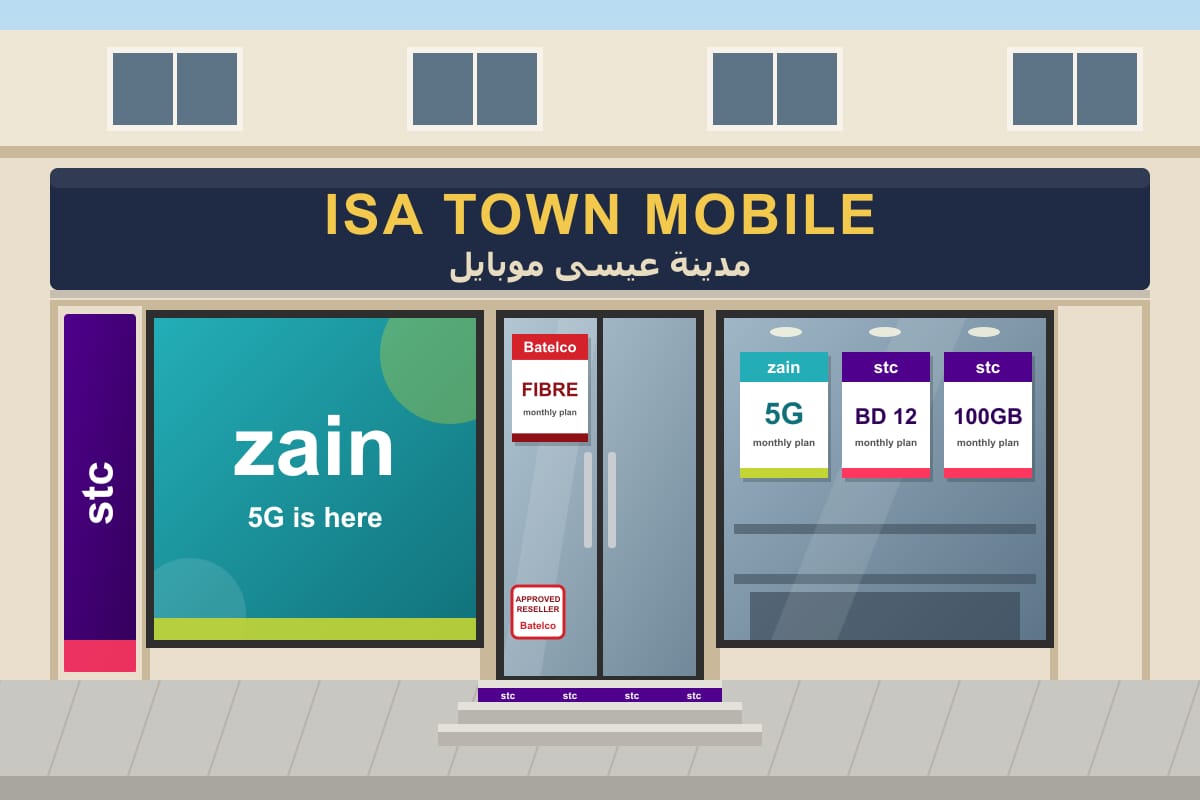 ISA TOWN MOBILE
مدينة عيسى موبايل
stc
zain
5G is here
Batelco
FIBRE
monthly plan
APPROVED
RESELLER
Batelco
zain
5G
monthly plan
stc
BD 12
monthly plan
stc
100GB
monthly plan
stc stc stc stc